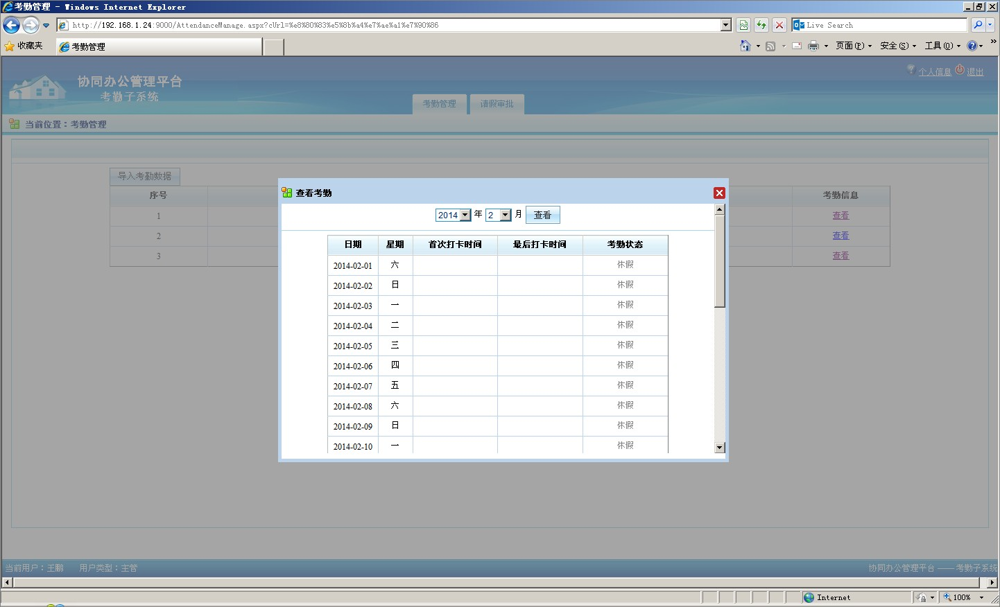 考勤管理 - Windows Internet Explorer
http://192.168.1.24:9000/AttendanceManage.aspx?cUrl=%e8%80%83%e5%8b%a4%e7%ae%a1%e7%90%86
Live Search
收藏夹
考勤管理
页面(P)
安全(S)
工具(O)
协同办公管理平台
考勤子系统
考勤管理
请假审批
个人信息
退出
当前位置：考勤管理
导入考勤数据
序号
考勤信息
1
查看
2
查看
3
查看
查看考勤
2014 年 2 月 查看
日期 星期 首次打卡时间 最后打卡时间 考勤状态
2014-02-01 六 休假
2014-02-02 日 休假
2014-02-03 一 休假
2014-02-04 二 休假
2014-02-05 三 休假
2014-02-06 四 休假
2014-02-07 五 休假
2014-02-08 六 休假
2014-02-09 日 休假
2014-02-10 一 休假
当前用户：王鹏 用户类型：主管
协同办公管理平台 ——考勤子系统
Internet
100%